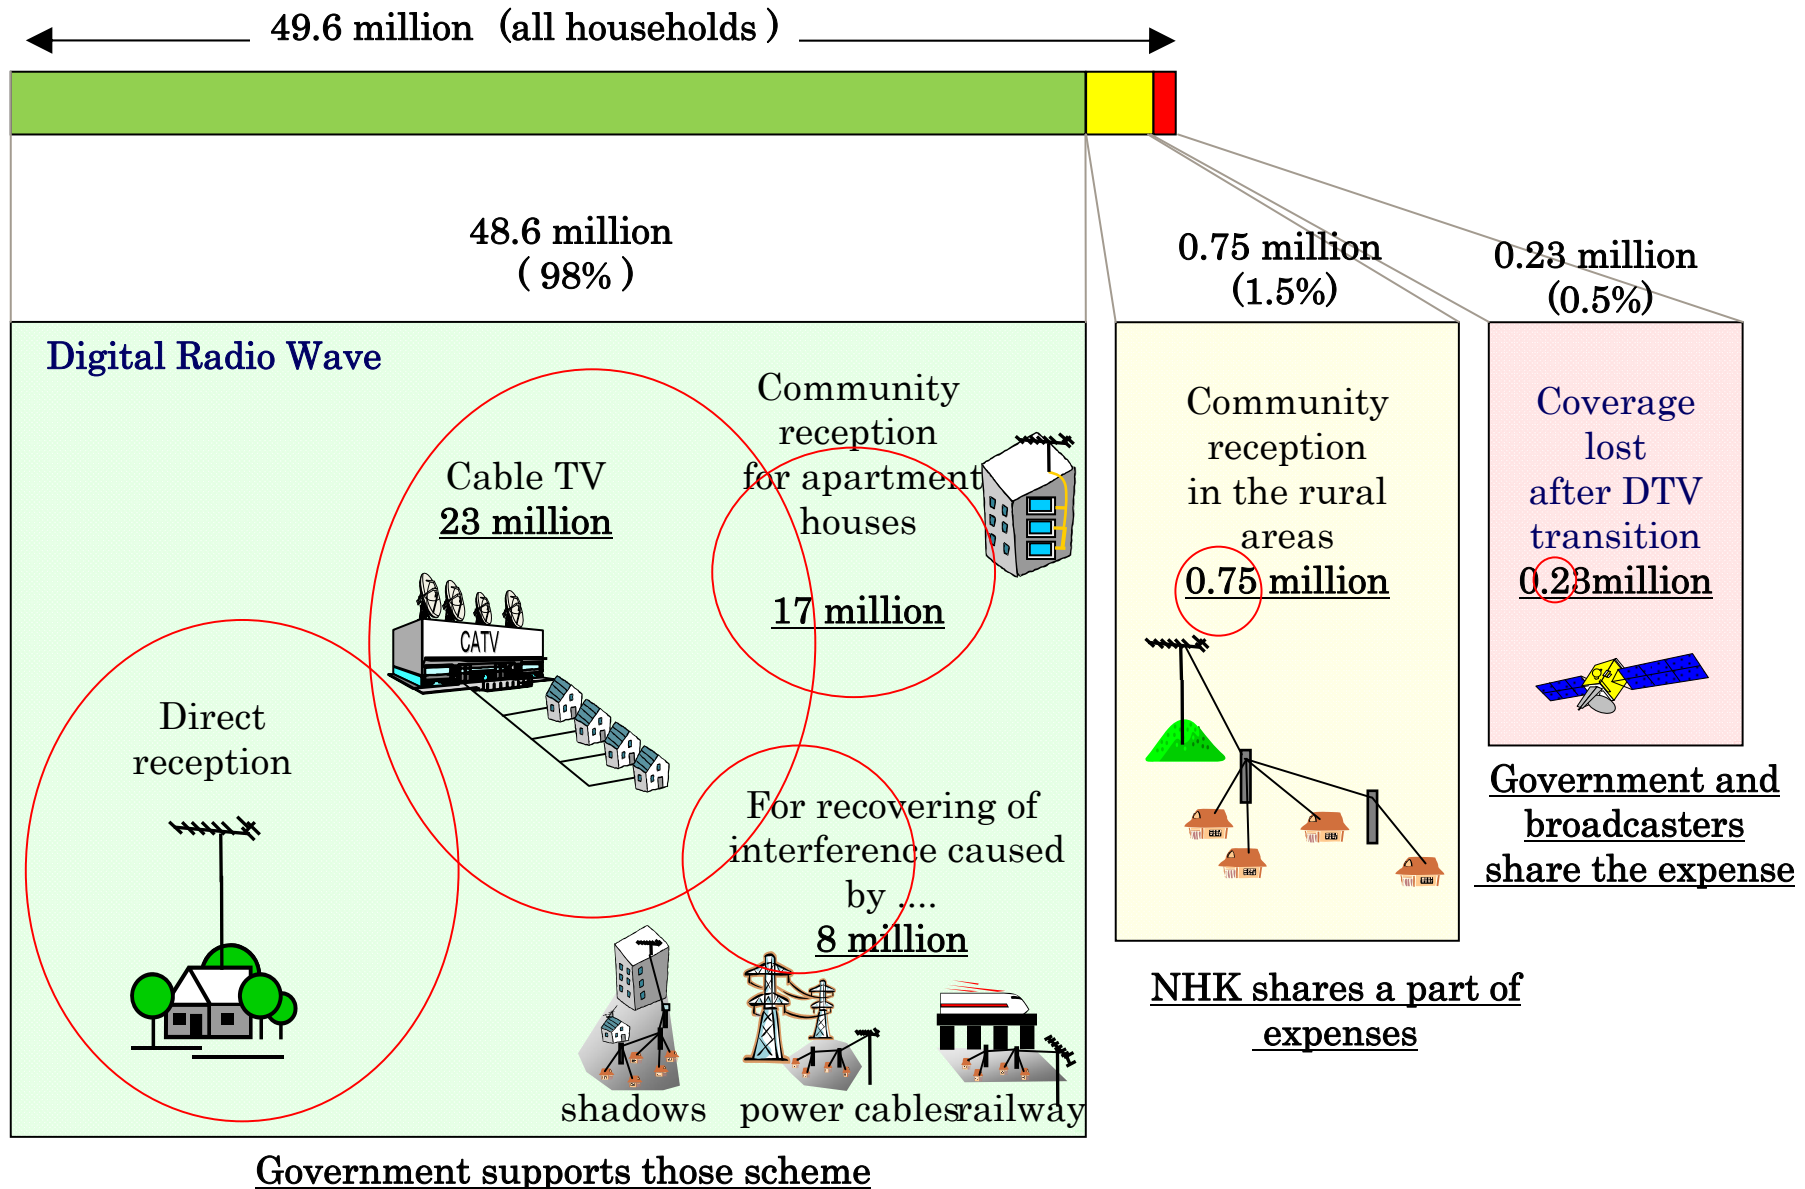 49.6 million (all households )
48.6 million
( 98% )
0.75 million
(1.5%)
0.23 million
(0.5%)
Digital Radio Wave
Cable TV
23 million
CATV
Community
reception
for apartment
houses
17 million
Direct
reception
For recovering of
interference caused
by ....
8 million
shadows
power cables
railway
Government supports those scheme
Community
reception
in the rural
areas
0.75 million
NHK shares a part of
expenses
Coverage
lost
after DTV
transition
0.23million
Government and
broadcasters
share the expense